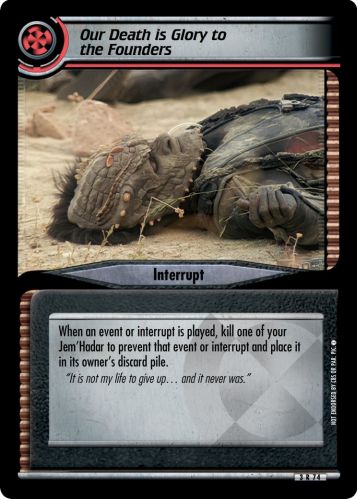 Our Death is Glory to
the Founders
Interrupt
When an event or interrupt is played, kill one of your
Jem'Hadar to prevent that event or interrupt and place it
in its owner's discard pile.
"It is not my life to give up… and it never was."
NOT ENDORSED BY CBS OR PAR. PIC.
3 R 74